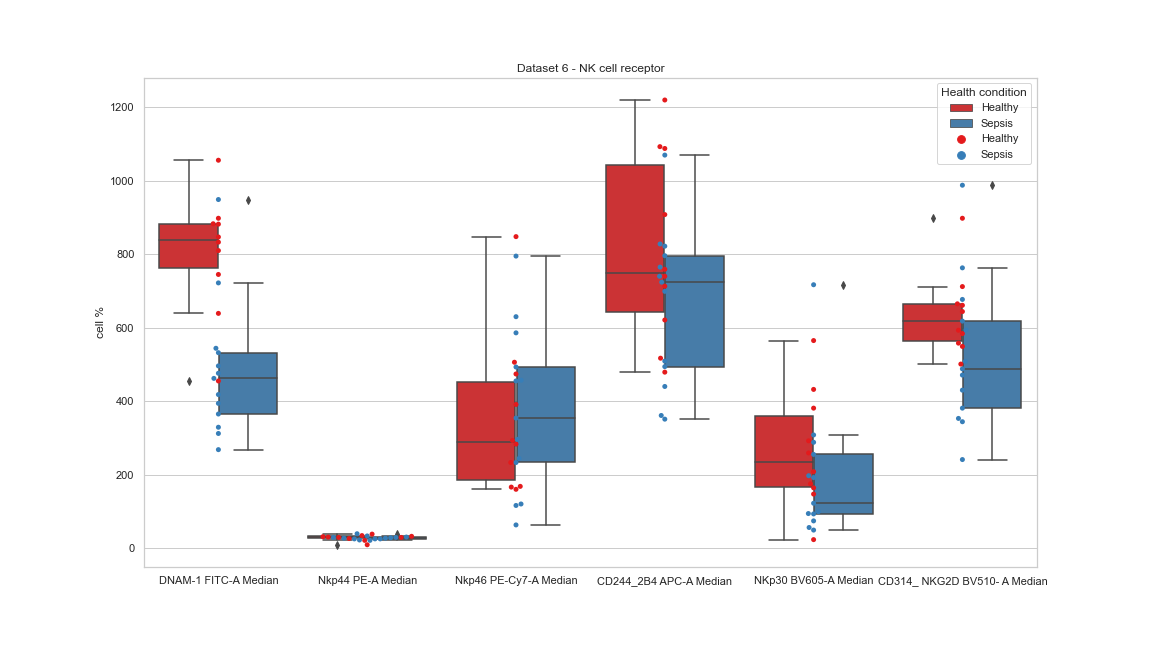 Dataset 6 - NK cell receptor
Health condition
Healthy
Sepsis
Healthy
Sepsis
cell %
1200
1000
800
600
400
200
0
DNAM-1 FITC-A Median
Nkp44 PE-A Median
Nkp46 PE-Cy7-A Median
CD244_2B4 APC-A Median
NKp30 BV605-A Median
CD314_ NKG2D BV510- A Median